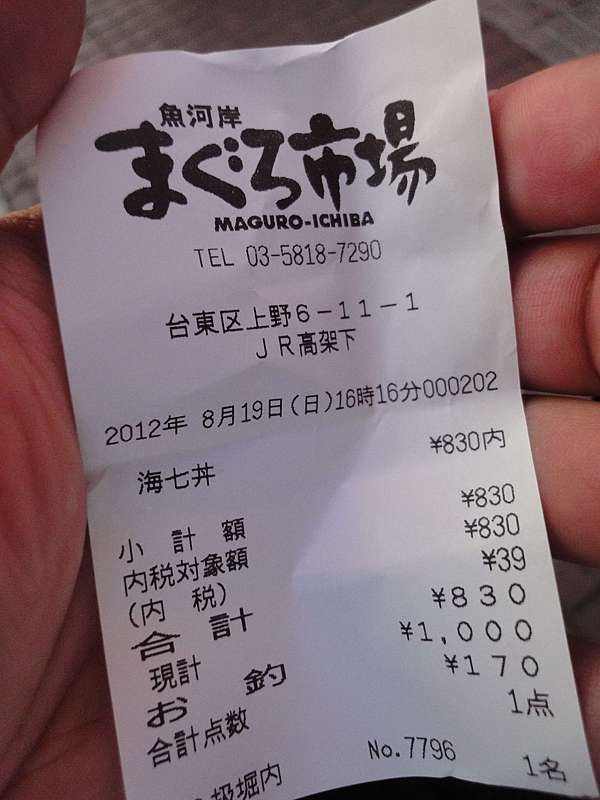 魚河岸
まぐろ市場
MAGURO-ICHIBA
TEL 03-5818-7290
台東区上野6-11-1
JR高架下
2012年 8月19日(日)16時16分000202
海七丼 ¥830内
小計額 ¥830
内税対象額 ¥830
(内 税) ¥39
合計 ¥830
現計 ¥1,000
お釣 ¥170
合計点数 1点
No.7796
扱堀内 1名